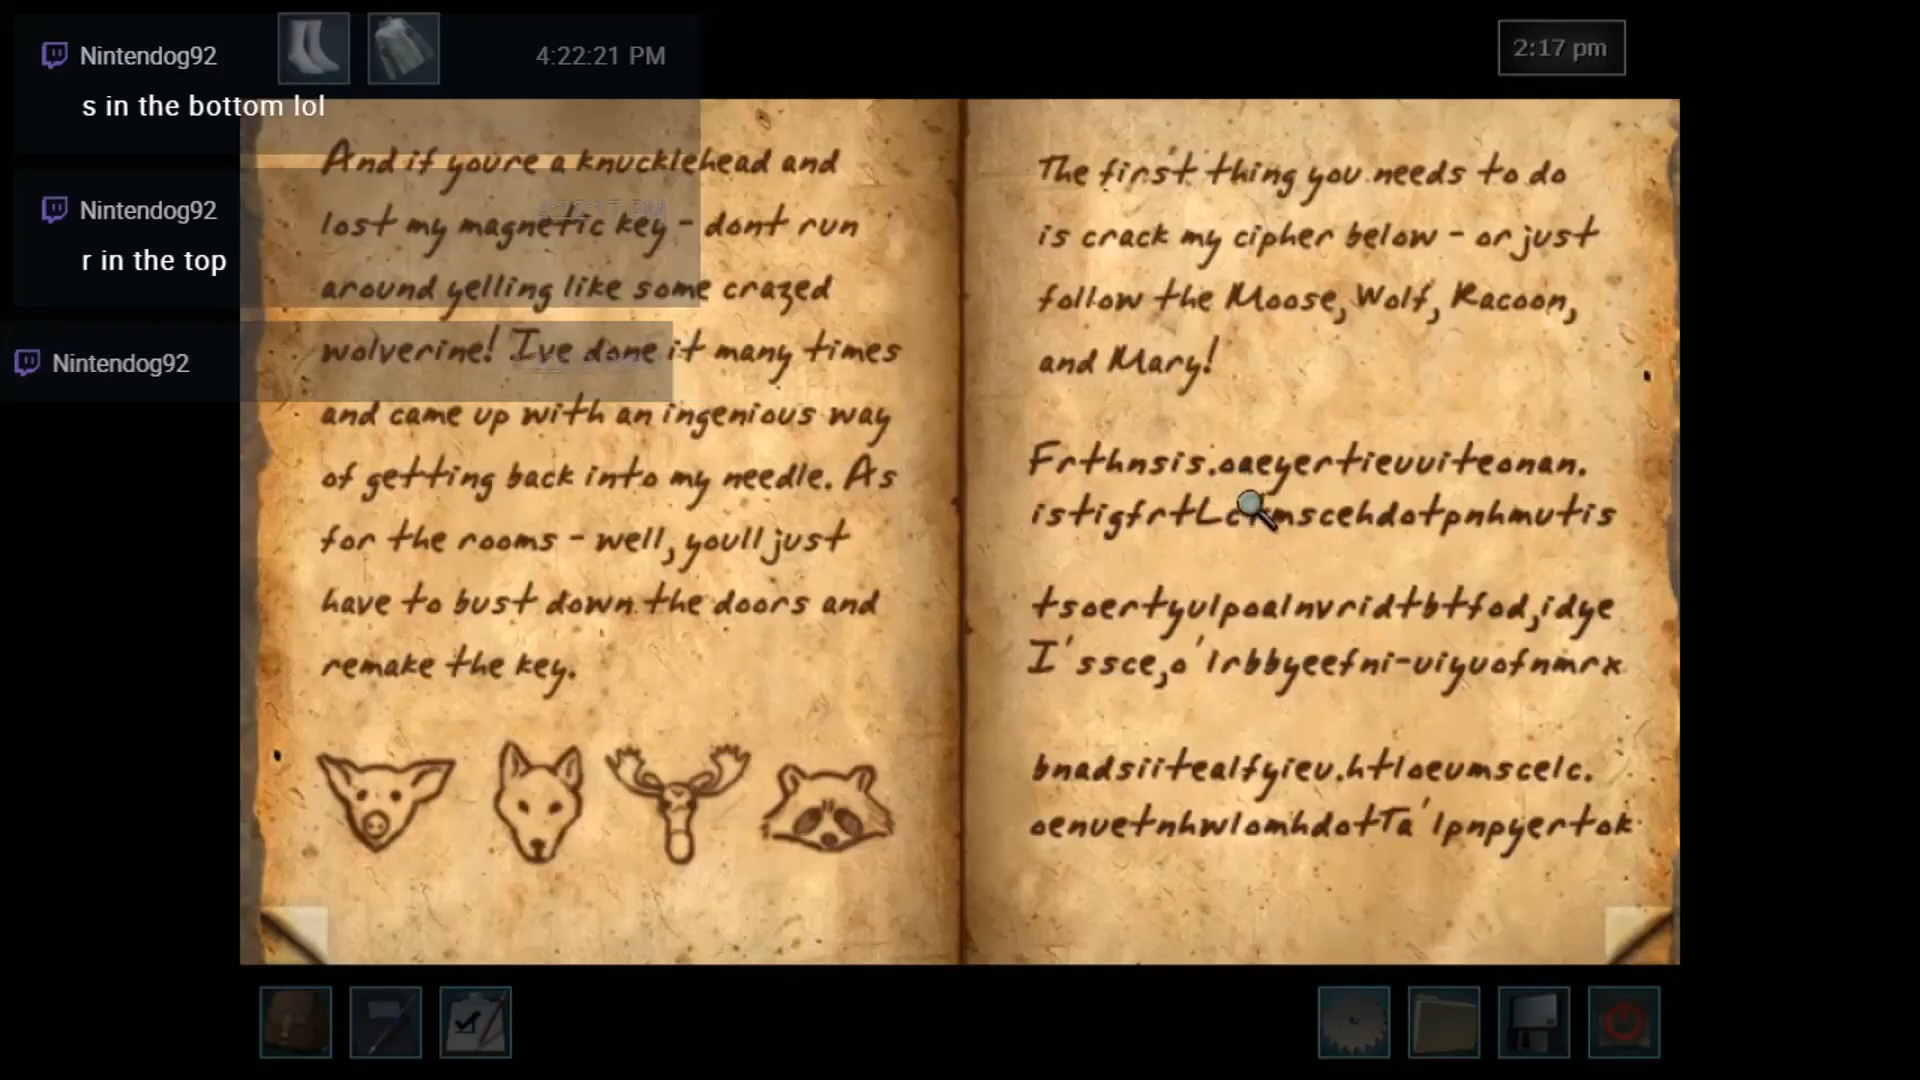 Nintendog92
4:22:21 PM
s in the bottom lol
Nintendog92
r in the top
Nintendog92
2:17 pm
And if youre a knucklehead and
lost my magnetic key - dont run
around yelling like some crazed
wolverine! Ive done it many times
and came up with an ingenious way
of getting back into my needle. As
for the rooms - well, youll just
have to bust down the doors and
remake the key.
The first thing you needs to do
is crack my cipher below - or just
follow the Moose, Wolf, Racoon,
and Mary!
Frthnsis.oaeyertieuuiteonan.
tsoertyulpoalnvridtbtfod,idye
I'ssce,o'lrbbyeefni-uiyuofnmrx
bnadsiitealfyieu.htloeumscelc.
oenuetnhwlomhdotTa'lpnpyertok